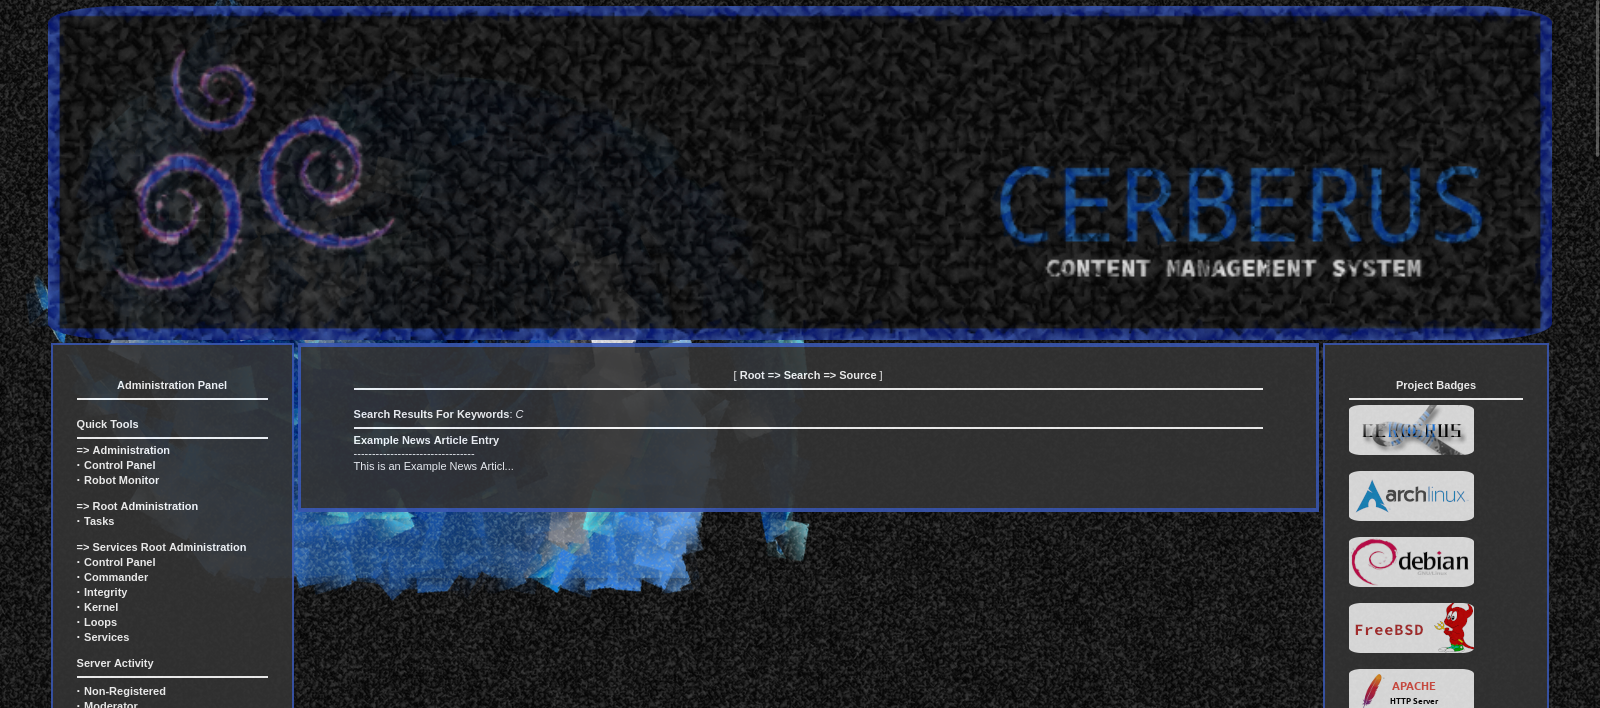 CERBERUS
CONTENT MANAGEMENT SYSTEM
Administration Panel
Quick Tools
=> Administration
· Control Panel
· Robot Monitor
=> Root Administration
· Tasks
=> Services Root Administration
· Control Panel
· Commander
· Integrity
· Kernel
· Loops
· Services
Server Activity
· Non-Registered
· Moderator
[ Root => Search => Source ]
Search Results For Keywords: C
Example News Article Entry
---------------------------------
This is an Example News Articl...
Project Badges
CERBERUS
archlinux
debian
FreeBSD
APACHE
HTTP Server